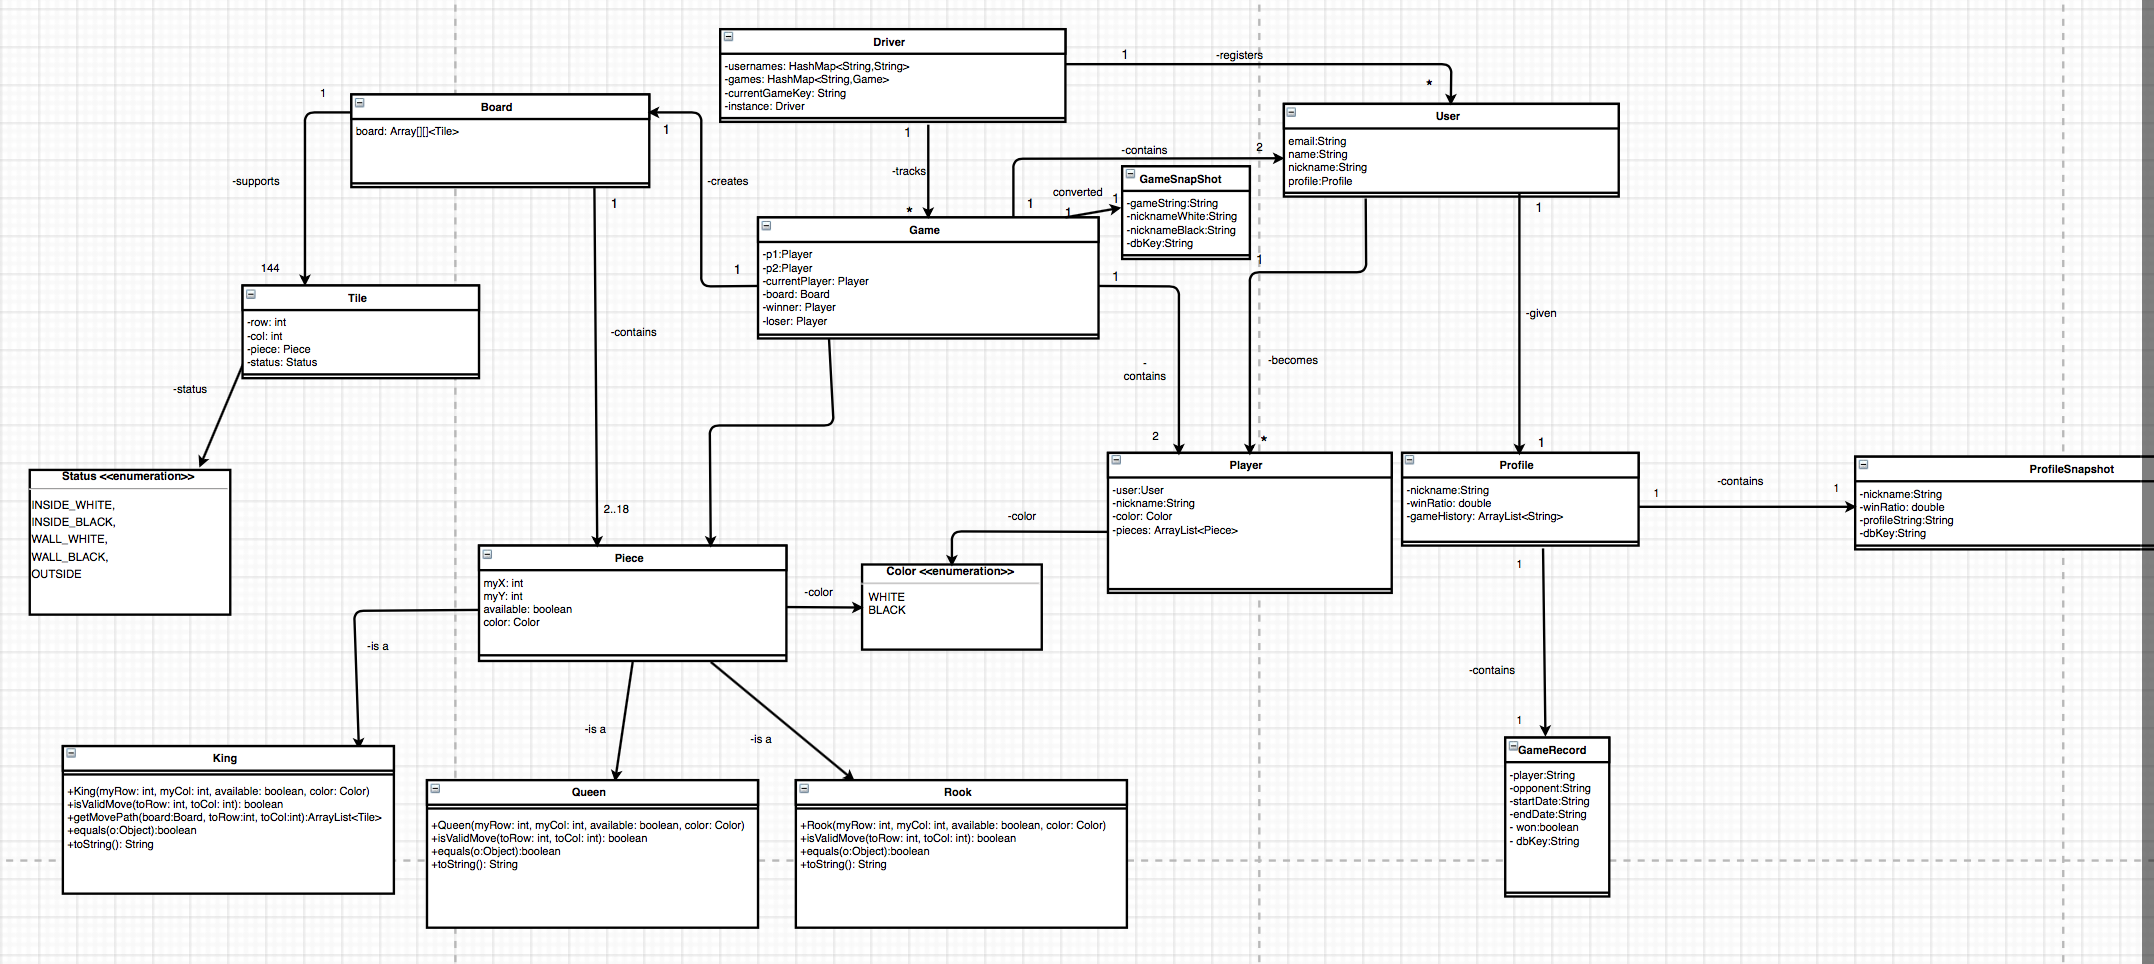 Driver
-usernames: HashMap<String,String>
-games: HashMap<String,Game>
-currentGameKey: String
-instance: Driver
1
-registers
*
1
-tracks
*
Board
board: Array[][]<Tile>
1
-supports
144
1
-creates
1
1
-contains
2..18
User
email:String
name:String
nickname:String
profile:Profile
-contains
2
1
converted
1
1
GameSnapShot
-gameString:String
-nicknameWhite:String
-nicknameBlack:String
-dbKey:String
Game
-p1:Player
-p2:Player
-currentPlayer: Player
-board: Board
-winner: Player
-loser: Player
1
-
contains
2
1
-becomes
*
1
-given
1
Tile
-row: int
-col: int
-piece: Piece
-status: Status
-status
Status <<enumeration>>
INSIDE_WHITE,
INSIDE_BLACK,
WALL_WHITE,
WALL_BLACK,
OUTSIDE
Player
-user:User
-nickname:String
-color: Color
-pieces: ArrayList<Piece>
-color
Profile
-nickname:String
-winRatio: double
-gameHistory: ArrayList<String>
1
-contains
1
ProfileSnapshot
-nickname:String
-winRatio: double
-profileString:String
-dbKey:String
Piece
myX: int
myY: int
available: boolean
color: Color
-color
Color <<enumeration>>
WHITE
BLACK
-is a
-is a
-is a
1
-contains
1
King
+King(myRow: int, myCol: int, available: boolean, color: Color)
+isValidMove(toRow: int, toCol: int): boolean
+getMovePath(board:Board, toRow:int, toCol:int):ArrayList<Tile>
+equals(o:Object):boolean
+toString(): String
Queen
+Queen(myRow: int, myCol: int, available: boolean, color: Color)
+isValidMove(toRow: int, toCol: int): boolean
+equals(o:Object):boolean
+toString(): String
Rook
+Rook(myRow: int, myCol: int, available: boolean, color: Color)
+isValidMove(toRow: int, toCol: int): boolean
+equals(o:Object):boolean
+toString(): String
GameRecord
-player:String
-opponent:String
-startDate:String
-endDate:String
- won:boolean
- dbKey:String